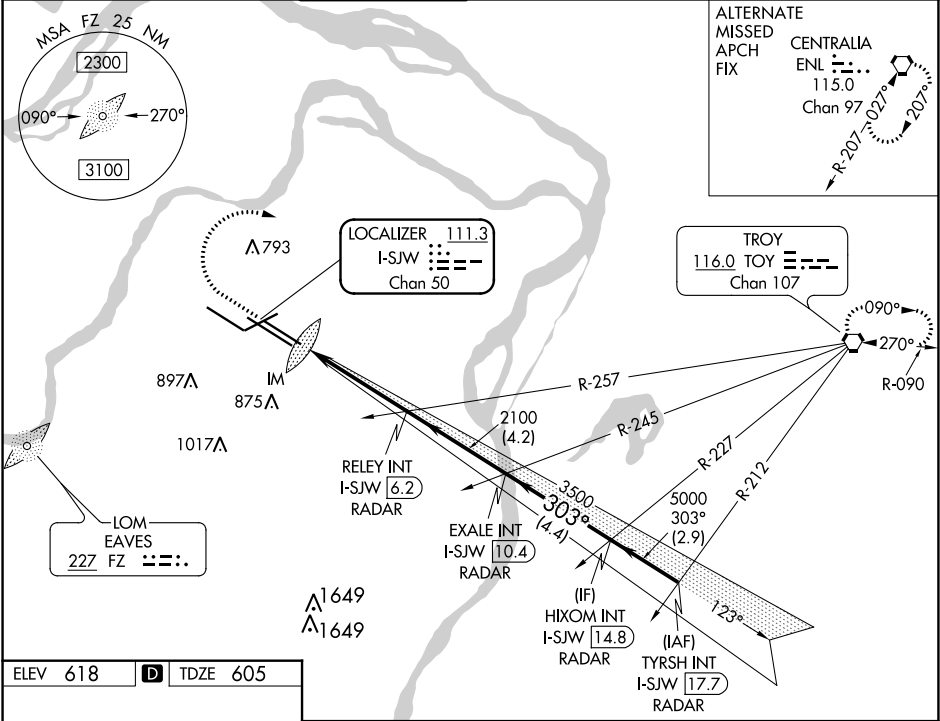 MSA FZ 25 NM
2300
090°
270°
3100
ALTERNATE
MISSED
APCH
FIX
CENTRALIA
ENL
115.0
Chan 97
R-207
027°
207°
793
LOCALIZER 111.3
I-SJW
Chan 50
TROY
116.0 TOY
Chan 107
090°
270°
R-090
897
IM
875
1017
R-257
R-245
R-227
R-212
2100
(4.2)
RELEY INT
I-SJW 6.2
RADAR
3500
303°
(4.4)
5000
303°
(2.9)
EXALE INT
I-SJW 10.4
RADAR
LOM
EAVES
227 FZ
(IF)
HIXOM INT
I-SJW 14.8
RADAR
123°
(IAF)
TYRSH INT
I-SJW 17.7
RADAR
1649
1649
ELEV 618 D TDZE 605